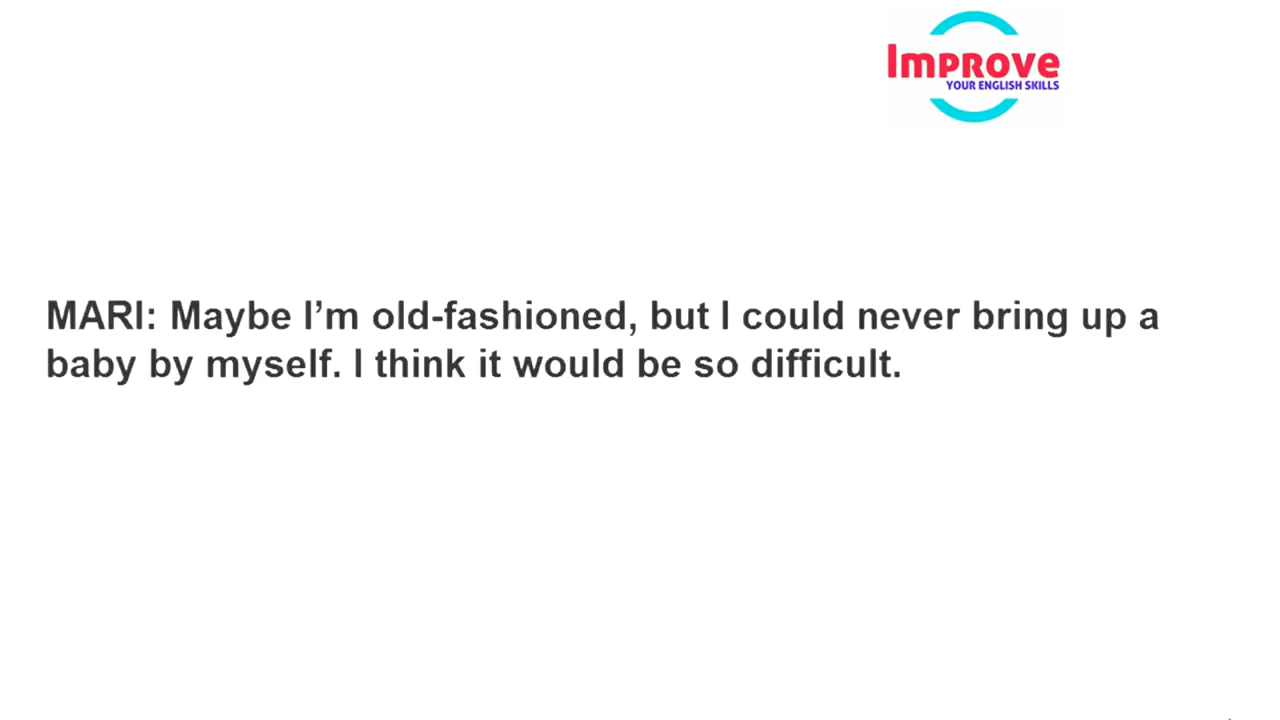 Improve
YOUR ENGLISH SKILLS
MARI: Maybe I’m old-fashioned, but I could never bring up a
baby by myself. I think it would be so difficult.